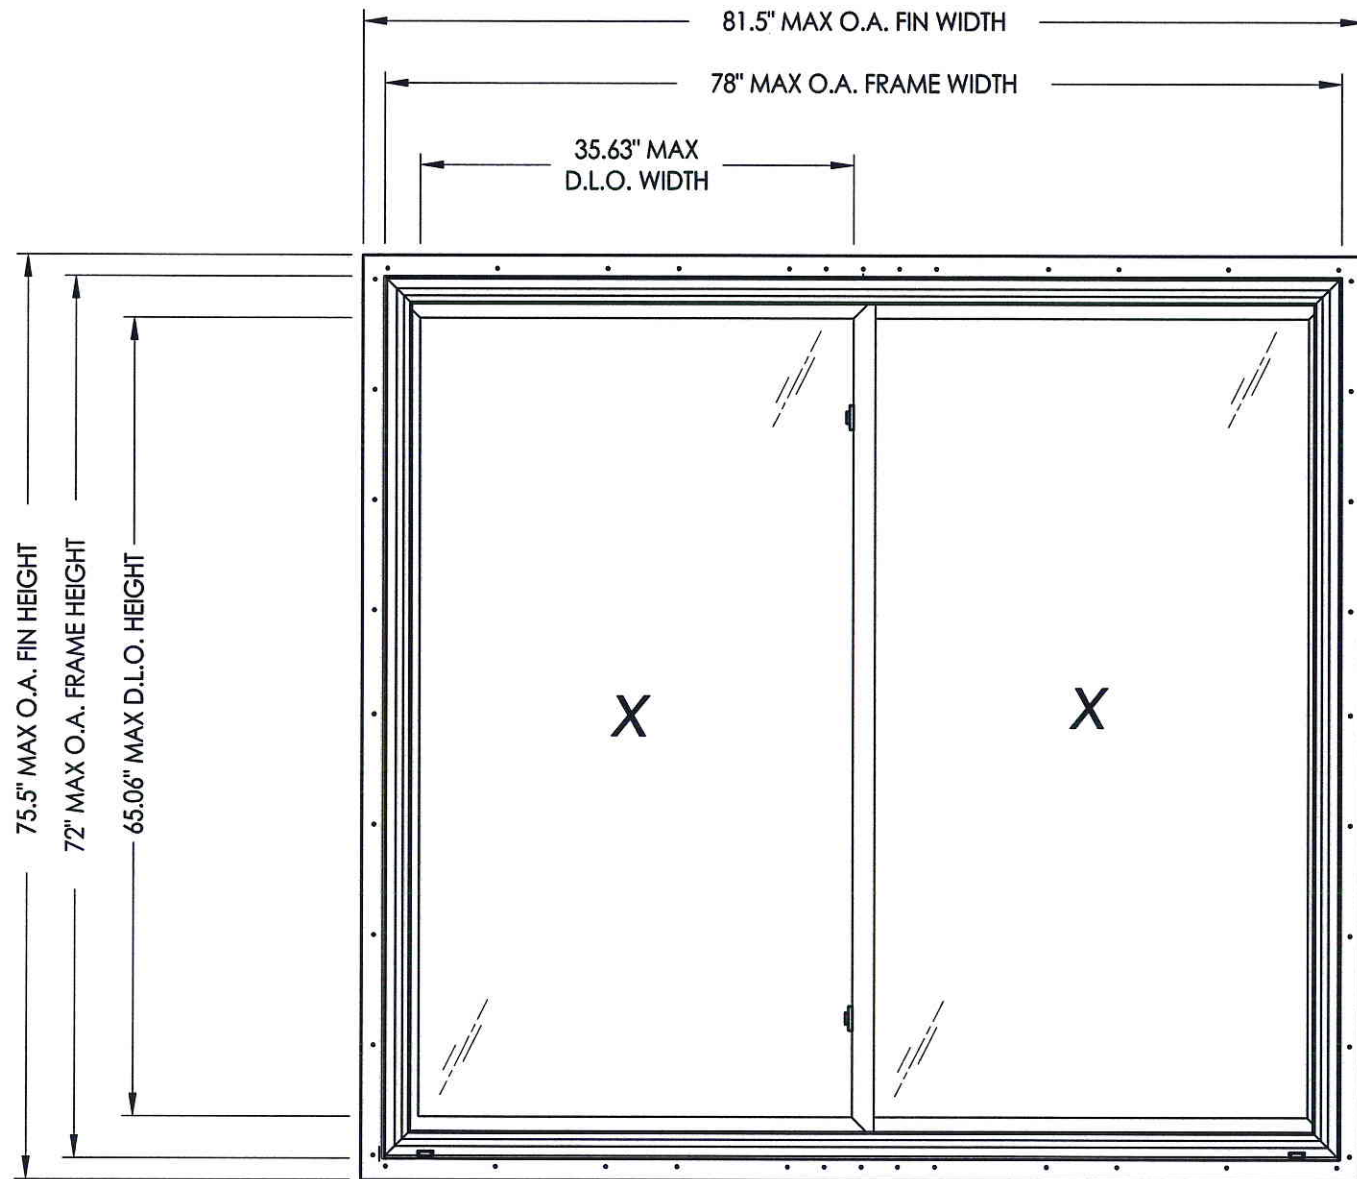 81.5" MAX O.A. FIN WIDTH
78" MAX O.A. FRAME WIDTH
35.63" MAX
D.L.O. WIDTH
75.5" MAX O.A. FIN HEIGHT
72" MAX O.A. FRAME HEIGHT
65.06" MAX D.L.O. HEIGHT
X
X